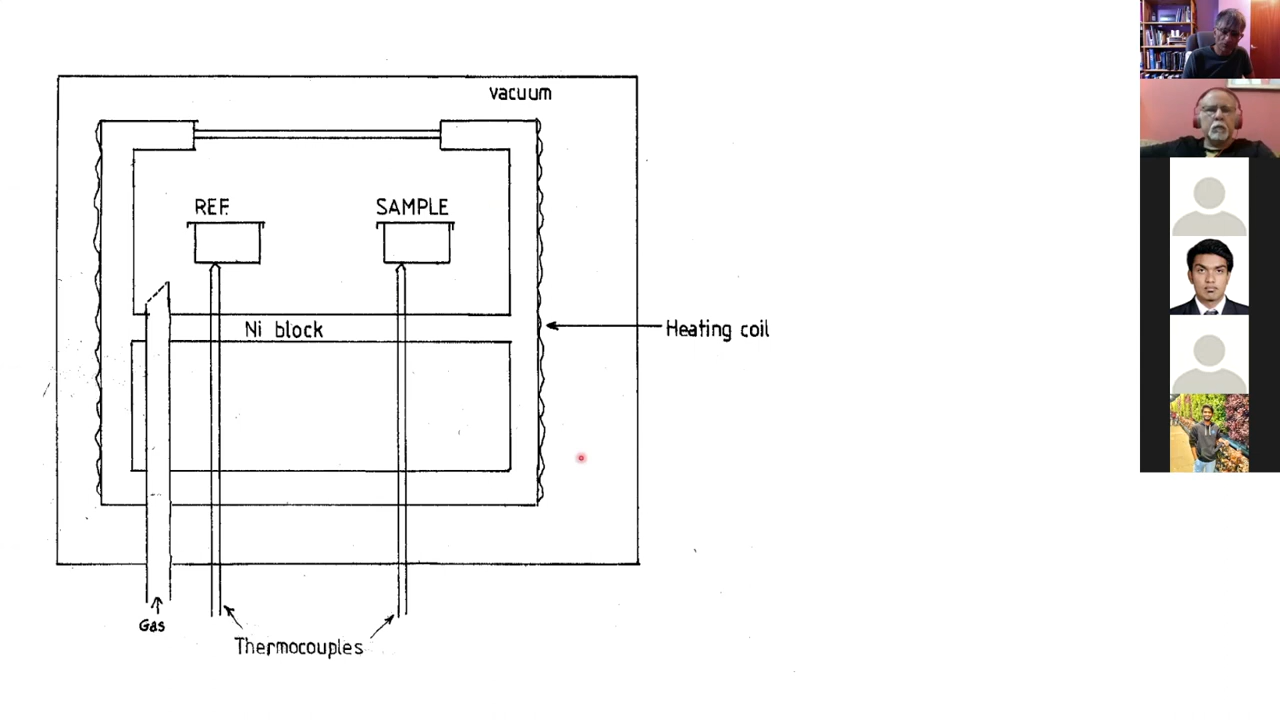 vacuum
REF.
SAMPLE
Ni block
Heating coil
Gas
Thermocouples